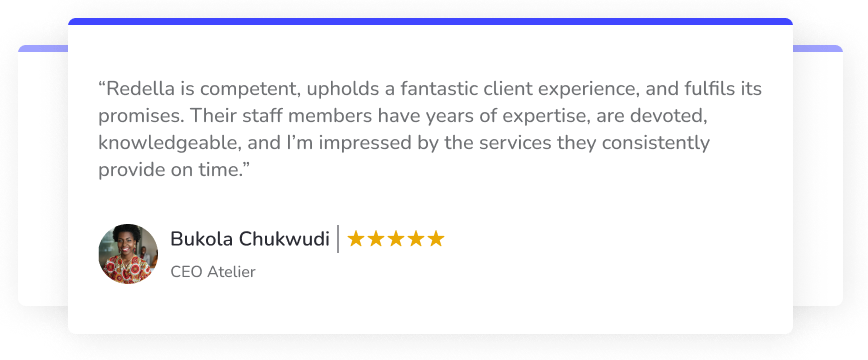 “Redella is competent, upholds a fantastic client experience, and fulfils its
promises. Their staff members have years of expertise, are devoted,
knowledgeable, and I’m impressed by the services they consistently
provide on time.”
Bukola Chukwudi
CEO Atelier